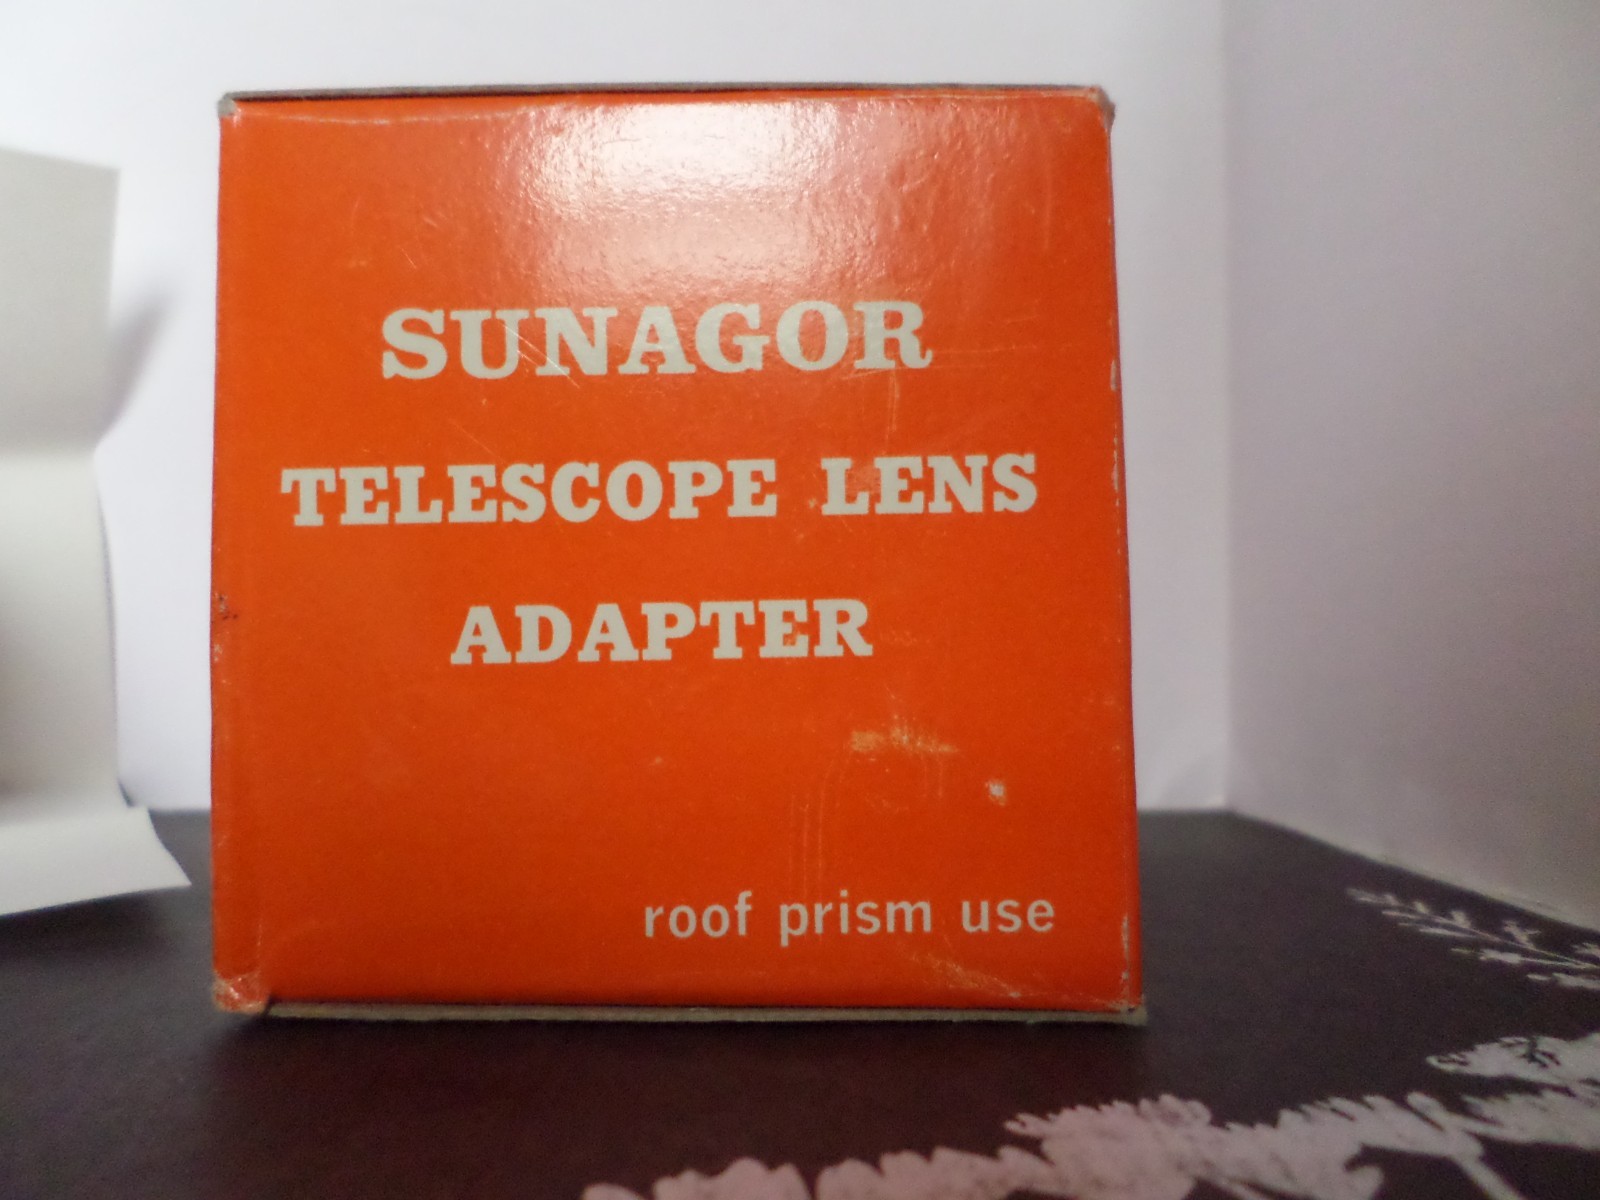 SUNAGOR
TELESCOPE LENS
ADAPTER
roof prism use